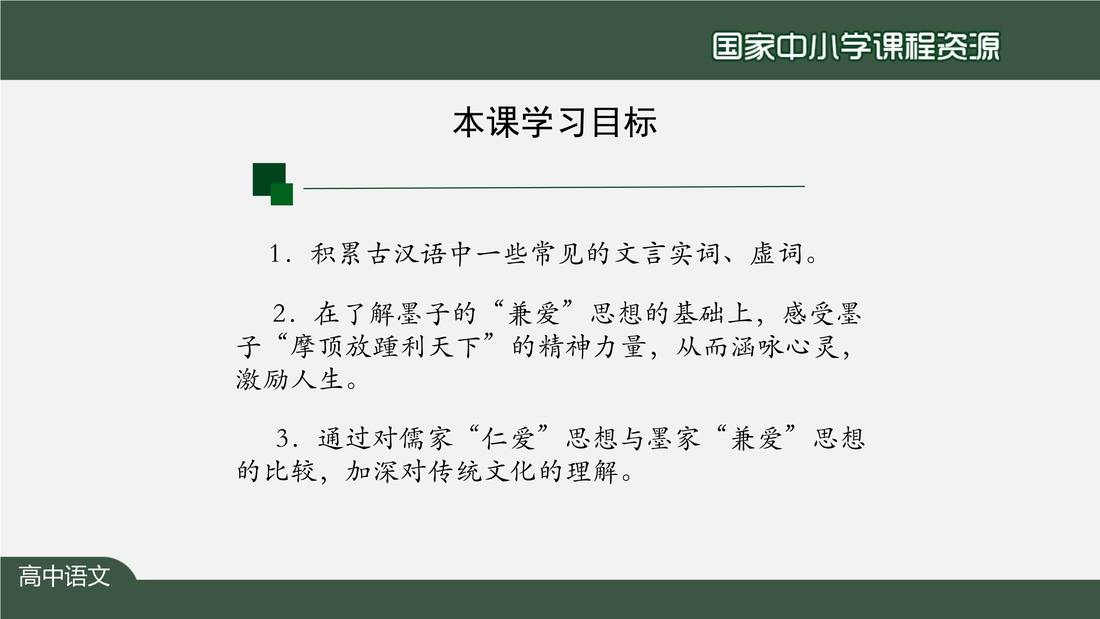 国家中小学课程资源
本课学习目标
1．积累古汉语中一些常见的文言实词、虚词。
2．在了解墨子的“兼爱”思想的基础上，感受墨
子“摩顶放踵利天下”的精神力量，从而涵咏心灵，
激励人生。
3．通过对儒家“仁爱”思想与墨家“兼爱”思想
的比较，加深对传统文化的理解。
高中语文